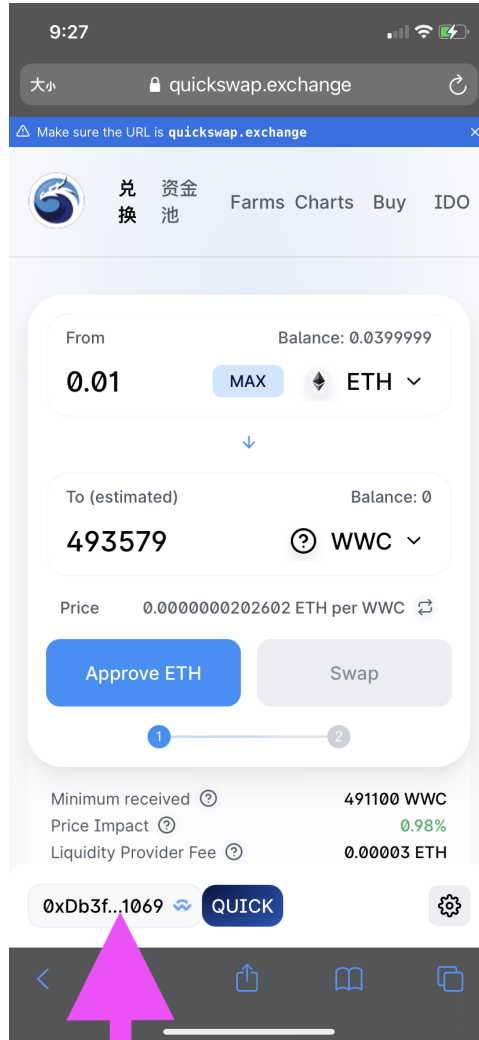 9:27
大小 quickswap.exchange
Make sure the URL is quickswap.exchange ×
兑换 资金池 Farms Charts Buy IDO
From Balance: 0.0399999
0.01 MAX ETH
To (estimated) Balance: 0
493579 WWC
Price 0.0000000202602 ETH per WWC
Approve ETH Swap
1 2
Minimum received ? 491100 WWC
Price Impact ? 0.98%
Liquidity Provider Fee ? 0.00003 ETH
0xDb3f...1069 QUICK